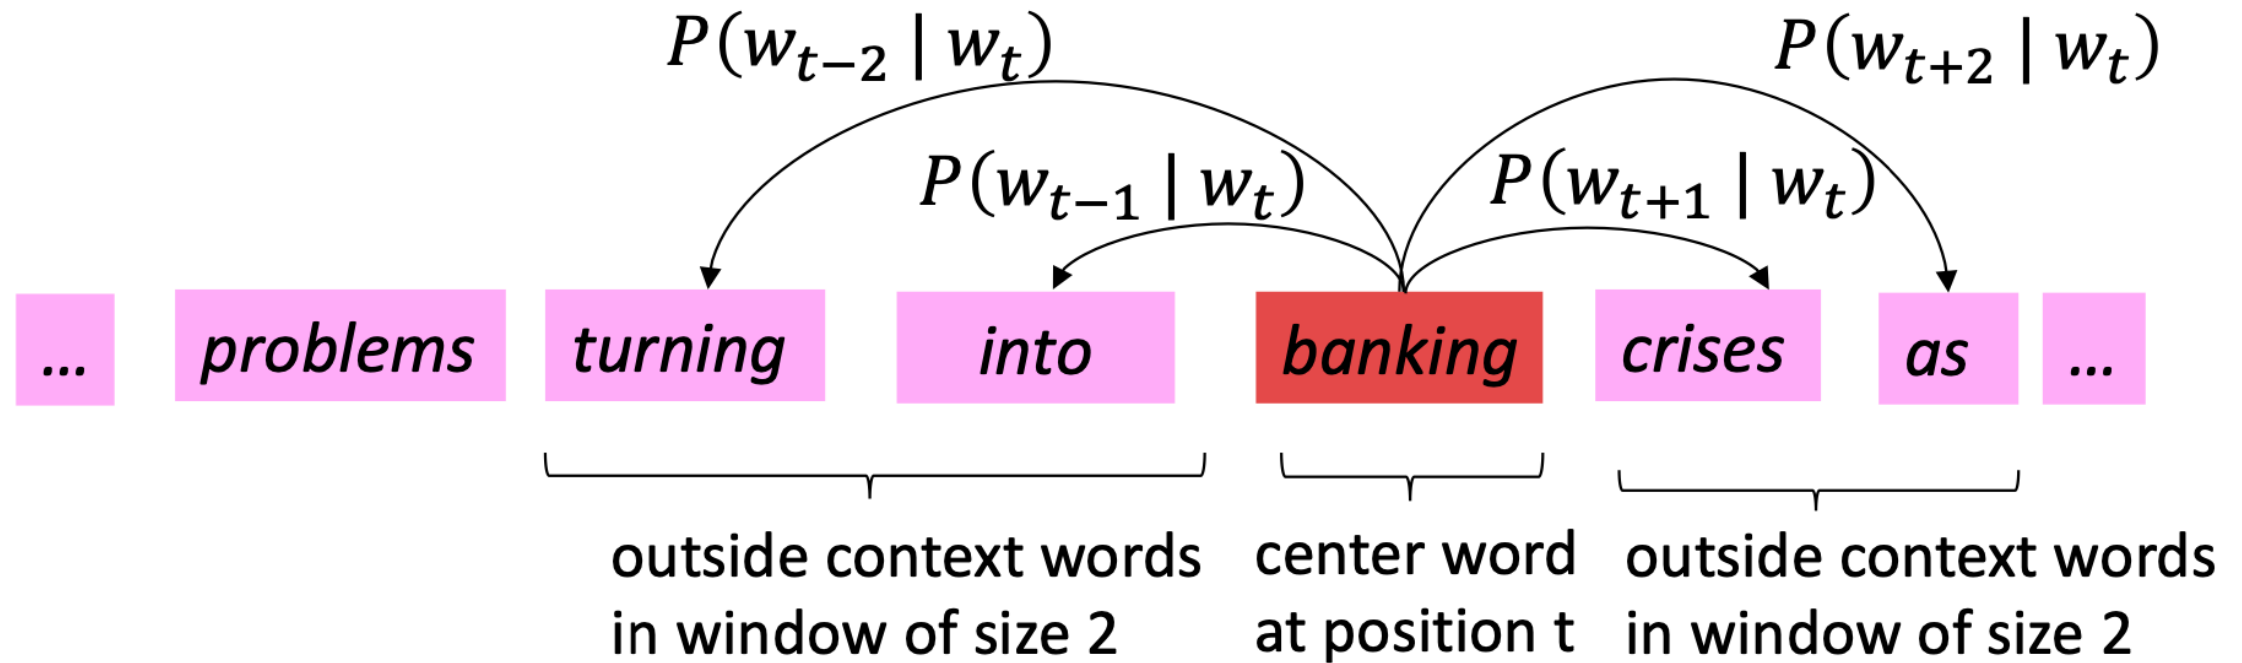 P(w_{t−2} | w_t)
P(w_{t+2} | w_t)
P(w_{t−1} | w_t)
P(w_{t+1} | w_t)
... problems turning into banking crises as ...
outside context words
in window of size 2
center word
at position t
outside context words
in window of size 2